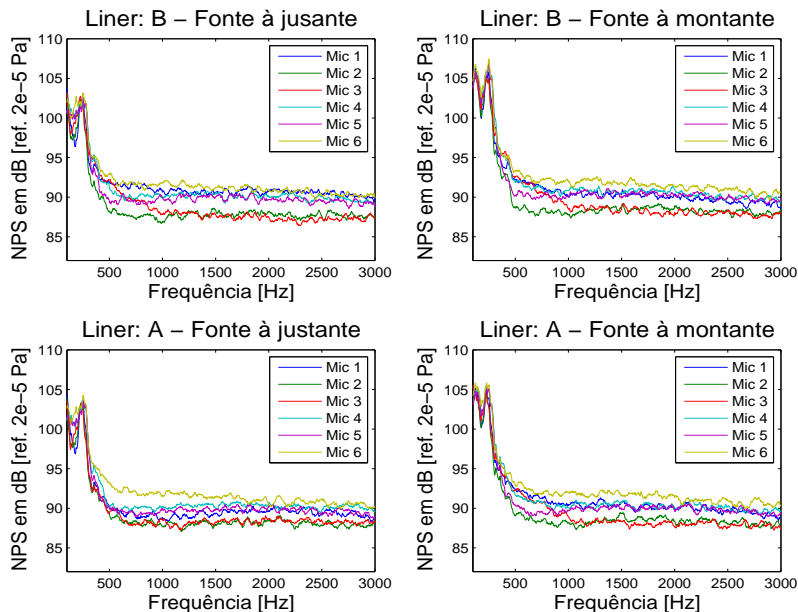 Liner: B − Fonte à jusante
110
105
100
95
90
85
NPS em dB [ref. 2e−5 Pa]
500 1000 1500 2000 2500 3000
Frequência [Hz]
Mic 1
Mic 2
Mic 3
Mic 4
Mic 5
Mic 6
Liner: B − Fonte à montante
110
105
100
95
90
85
NPS em dB [ref. 2e−5 Pa]
500 1000 1500 2000 2500 3000
Frequência [Hz]
Mic 1
Mic 2
Mic 3
Mic 4
Mic 5
Mic 6
Liner: A − Fonte à justante
110
105
100
95
90
85
NPS em dB [ref. 2e−5 Pa]
500 1000 1500 2000 2500 3000
Frequência [Hz]
Mic 1
Mic 2
Mic 3
Mic 4
Mic 5
Mic 6
Liner: A − Fonte à montante
110
105
100
95
90
85
NPS em dB [ref. 2e−5 Pa]
500 1000 1500 2000 2500 3000
Frequência [Hz]
Mic 1
Mic 2
Mic 3
Mic 4
Mic 5
Mic 6